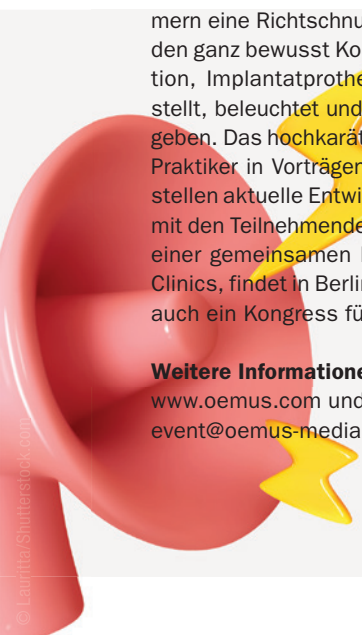 mern eine Richtschnu
den ganz bewusst Ko
tion, Implantatprothe
stellt, beleuchtet und
geben. Das hochkarät
Praktiker in Vorträgen
stellen aktuelle Entwi
mit den Teilnehmende
einer gemeinsamen
Clinics, findet in Berlin
auch ein Kongress fü
Weitere Informatione
www.oemus.com und
event@oemus-media
© Lauritta/Shutterstock.com